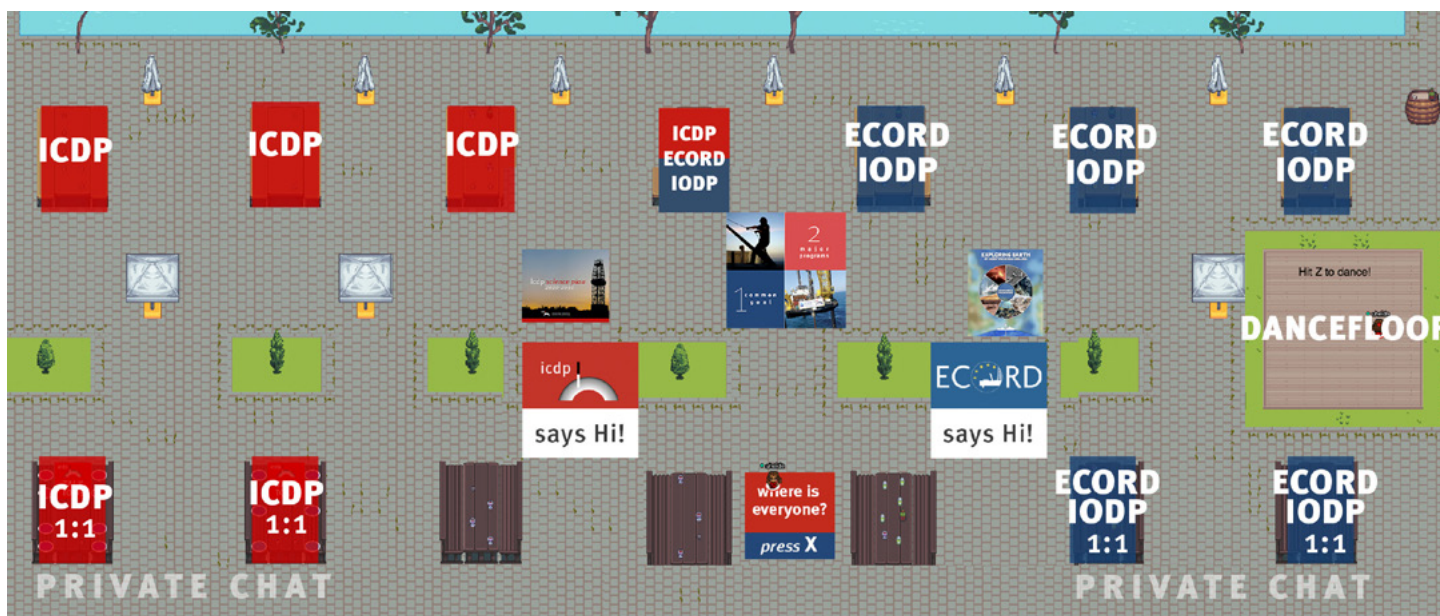 ICDP
ICDP
ICDP
ICDP
ECORD
IODP
ECORD
IODP
ECORD
IODP
ECORD
IODP
2
major
programs
1 common
goal
EXPLORING EARTH
Hit Z to dance!
DANCEFLOOR
icdp
says Hi!
ECORD
says Hi!
ICDP
1:1
ICDP
1:1
where is
everyone?
press X
ECORD
IODP
1:1
ECORD
IODP
1:1
PRIVATE CHAT
PRIVATE CHAT